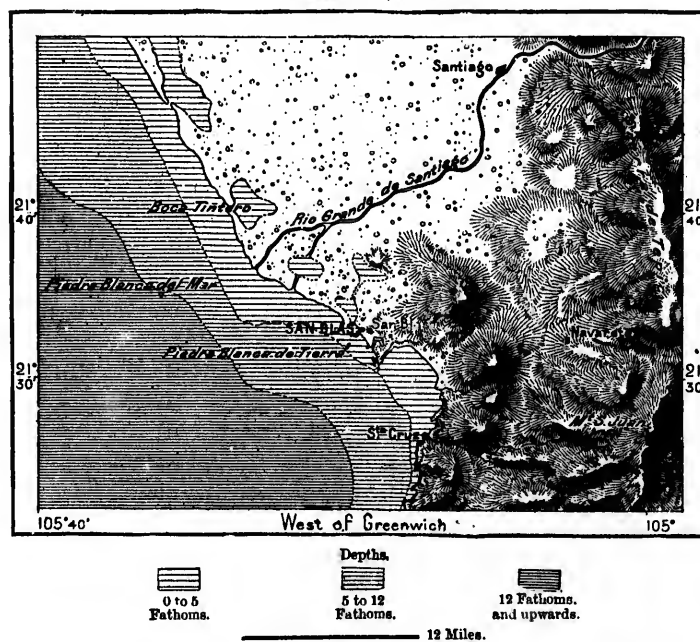 Santiago
Rio Grande de Santiago
Boca Tintero
21° 40'
21° 40'
Piedra Blanca del Mar
SAN BLAS
Piedra Blanca de Tierra
21° 30'
21° 30'
Sta Cruz
105°40'
West of Greenwich
105°
Depths.
0 to 5
Fathoms.
5 to 12
Fathoms.
12 Fathoms.
and upwards.
12 Miles.